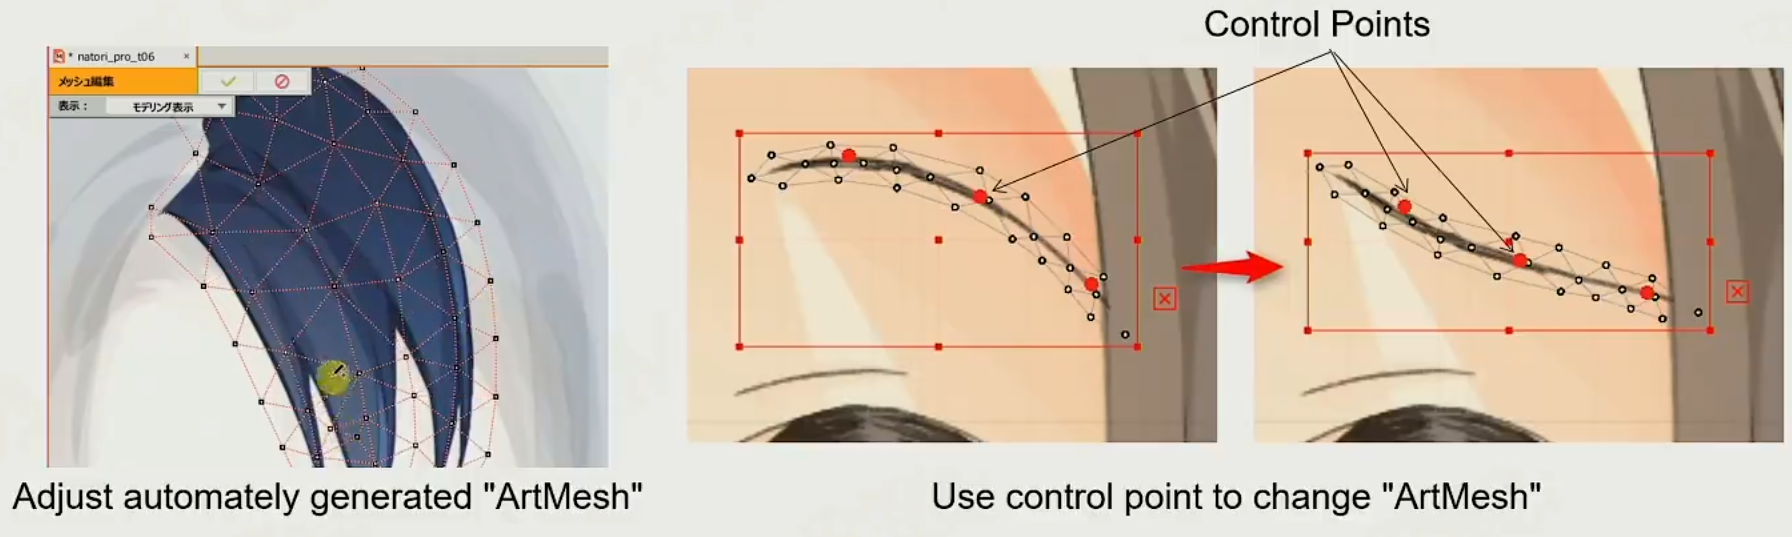 Control Points
* natori_pro_t06 ×
メッシュ編集
表示： モデリング表示
Adjust automately generated "ArtMesh"
Use control point to change "ArtMesh"